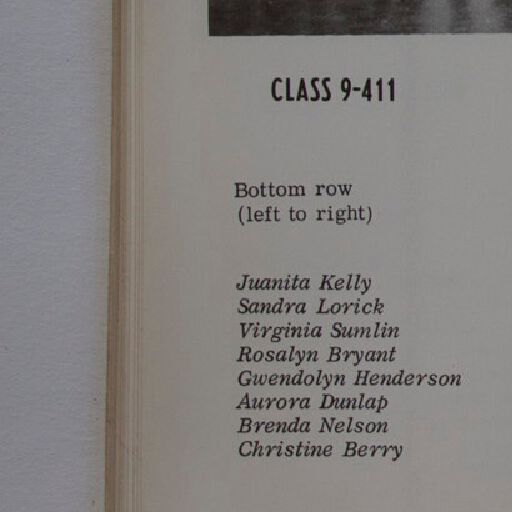 CLASS 9-411
Bottom row
(left to right)
Juanita Kelly
Sandra Lorick
Virginia Sumlin
Rosalyn Bryant
Gwendolyn Henderson
Aurora Dunlap
Brenda Nelson
Christine Berry